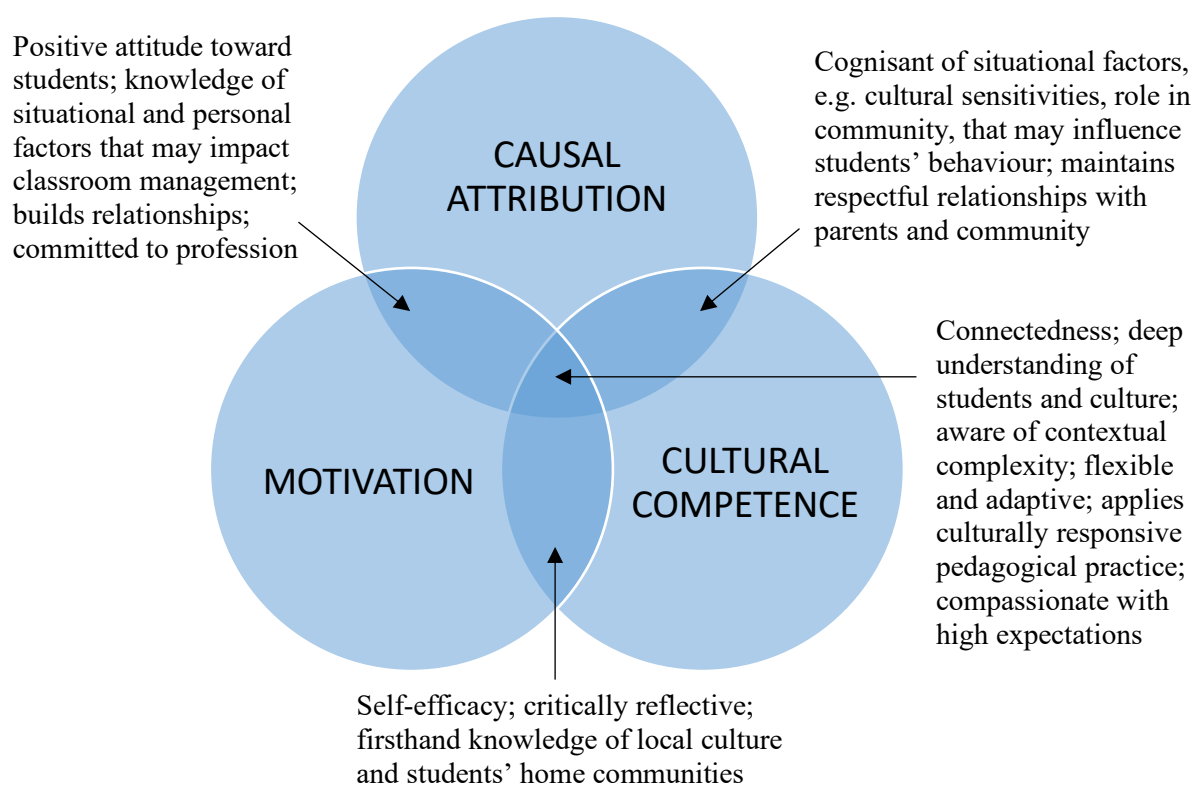 Positive attitude toward
students; knowledge of
situational and personal
factors that may impact
classroom management;
builds relationships;
committed to profession
Cognisant of situational factors,
e.g. cultural sensitivities, role in
community, that may influence
students’ behaviour; maintains
respectful relationships with
parents and community
CAUSAL
ATTRIBUTION
Connectedness; deep
understanding of
students and culture;
aware of contextual
complexity; flexible
and adaptive; applies
culturally responsive
pedagogical practice;
compassionate with
high expectations
MOTIVATION
CULTURAL
COMPETENCE
Self-efficacy; critically reflective;
firsthand knowledge of local culture
and students’ home communities